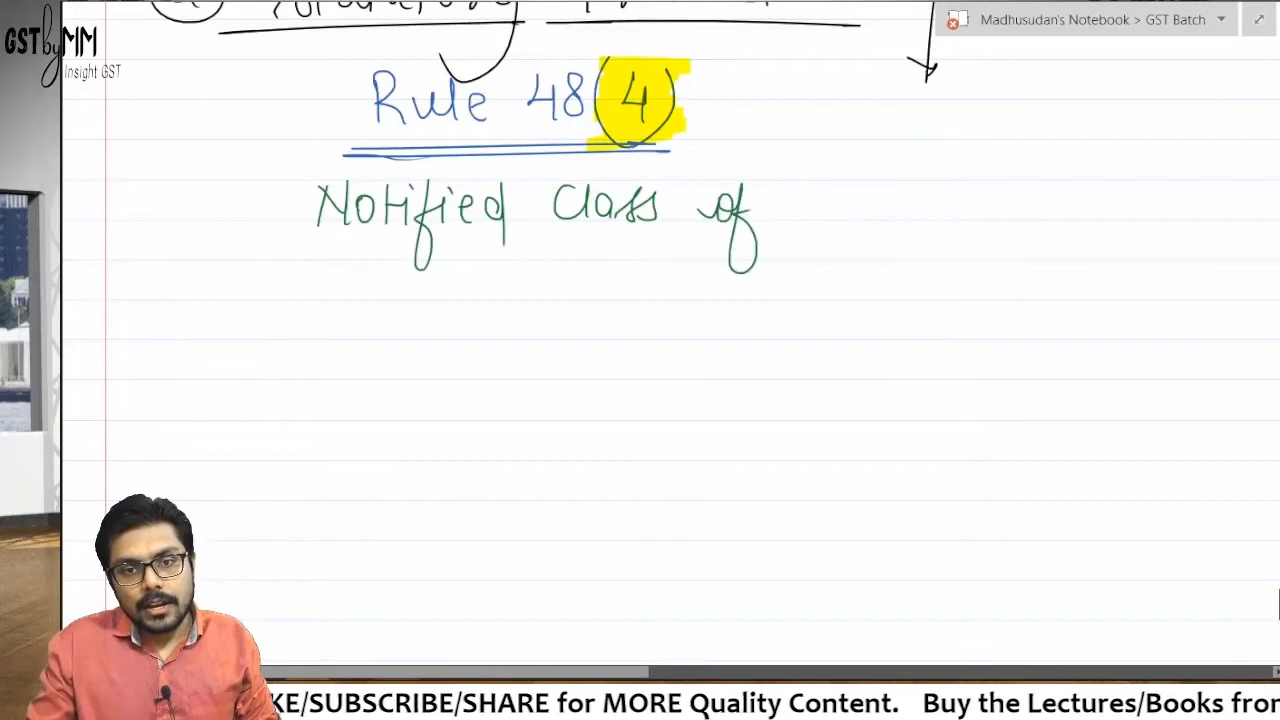 GST by MM
Insight GST
Madhusudan's Notebook > GST Batch
Rule 48(4)
Notified Class of
KE/SUBSCRIBE/SHARE for MORE Quality Content. Buy the Lectures/Books from